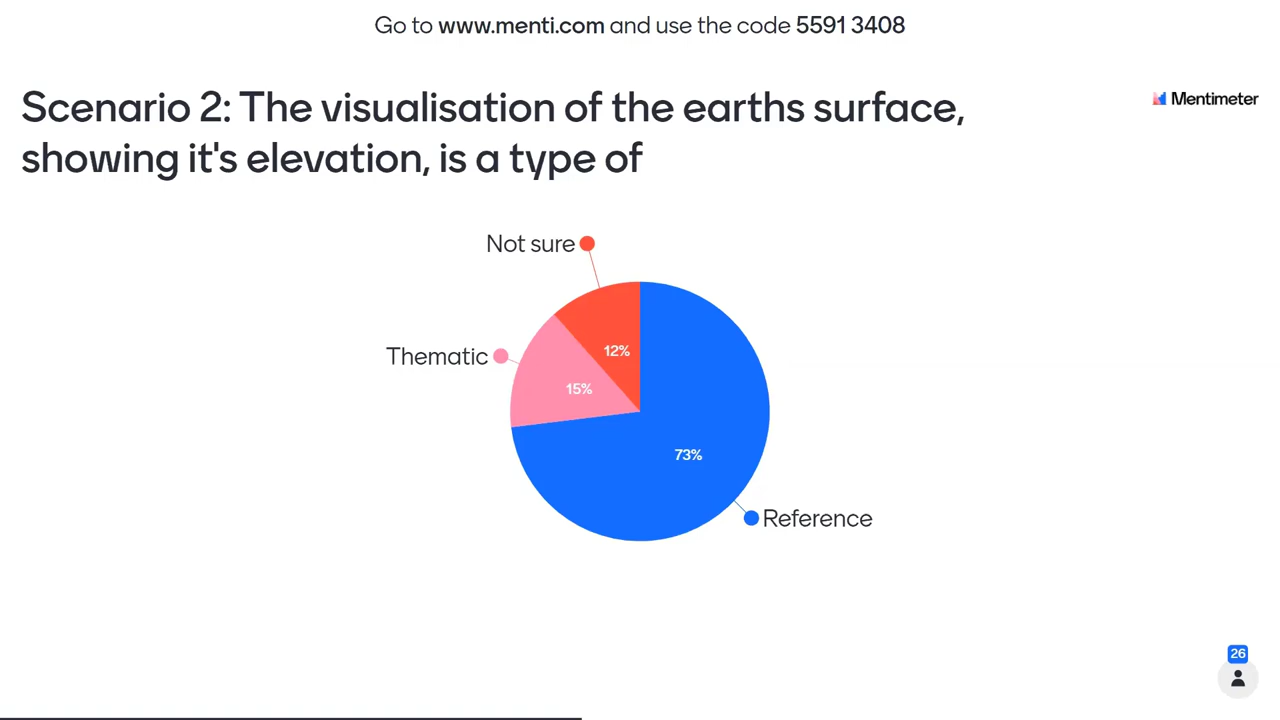 Go to www.menti.com and use the code 5591 3408
Scenario 2: The visualisation of the earths surface,
showing it's elevation, is a type of
Mentimeter
Not sure
12%
Thematic
15%
73%
Reference
26